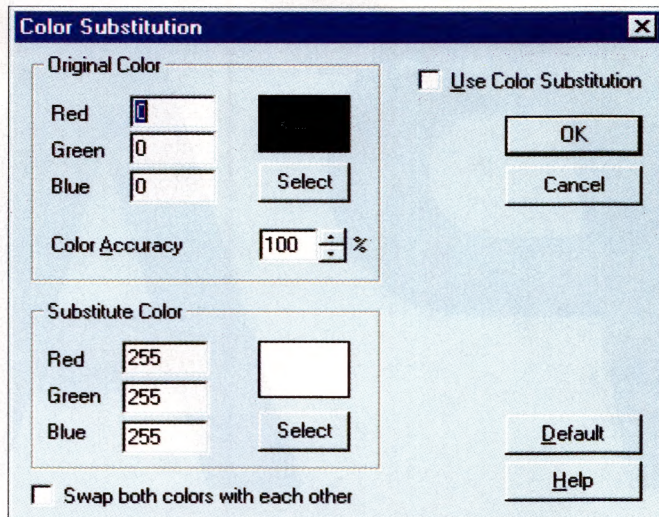 Color Substitution
Original Color
Red 0
Green 0
Blue 0
Select
Color Accuracy 100 %
Use Color Substitution
OK
Cancel
Substitute Color
Red 255
Green 255
Blue 255
Select
Default
Help
Swap both colors with each other